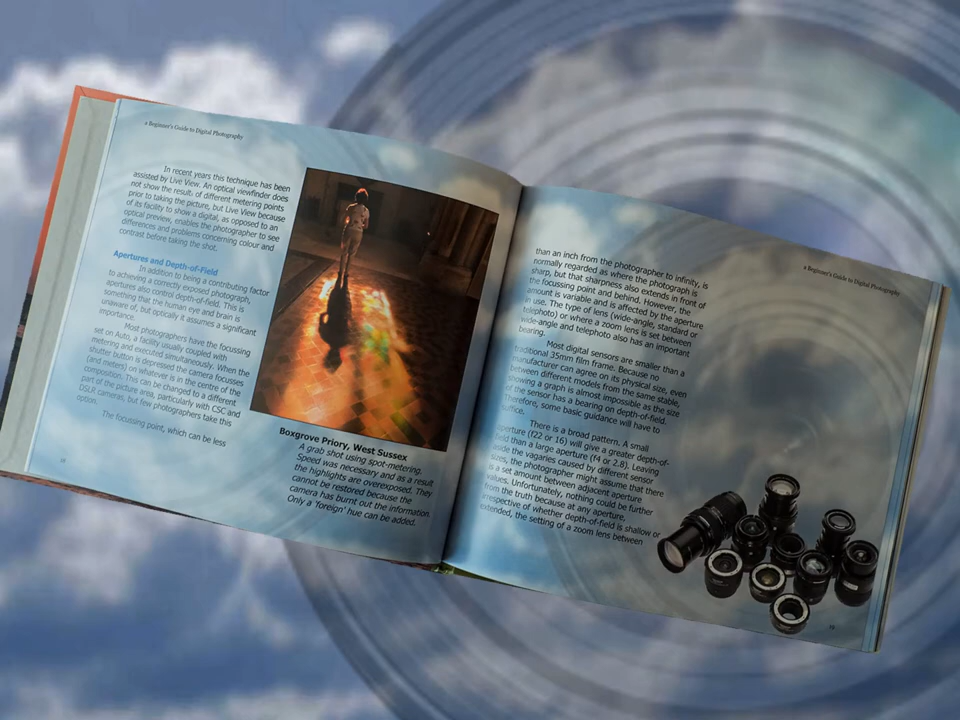 a Beginner's Guide to Digital Photography
In recent years this technique has been
assisted by Live View. An optical viewfinder does
not show the result. of different metering points
prior to taking the picture, but Live View because
of its facility to show a digital, as opposed to an
optical preview, enables the photographer to see
differences and problems concerning colour and
contrast before taking the shot.
Apertures and Depth-of-Field
In addition to being a contributing factor
to achieving a correctly exposed photograph,
apertures also control depth-of-field. This is
something that the human eye and brain is
unaware of, but optically it assumes a significant
importance.
Most photographers have the focussing
set on Auto, a facility usually coupled with
metering and executed simultaneously. When the
shutter button is depressed the camera focusses
(and meters) on whatever is in the centre of the
composition. This can be changed to a different
part of the picture area, particularly with CSC and
DSLR cameras, but few photographers take this
option.
The focussing point, which can be less
Boxgrove Priory, West Sussex
A grab shot using spot-metering.
Speed was necessary and as a result
the highlights are overexposed. They
cannot be restored because the
camera has burnt out the information.
Only a 'foreign' hue can be added.
a Beginner's Guide to Digital Photography
than an inch from the photographer to infinity, is
normally regarded as where the photograph is
sharp, but that sharpness also extends in front of
the focussing point and behind. However, the
amount is variable and is affected by the aperture
in use. The type of lens (wide-angle, standard or
telephoto) or where a zoom lens is set between
wide-angle and telephoto also has an important
bearing.
Most digital sensors are smaller than a
traditional 35mm film frame. Because no
manufacturer can agree on its physical size, even
between different models from the same stable,
showing a graph is almost impossible as the size
of the sensor has a bearing on depth-of-field.
Therefore, some basic guidance will have to
suffice.
There is a broad pattern. A small
aperture (f22 or 16) will give a greater depth-of-
field than a large aperture (f4 or 2.8). Leaving
aside the vagaries caused by different sensor
sizes, the photographer might assume that there
is a set amount between adjacent aperture
values. Unfortunately, nothing could be further
from the truth because at any aperture,
irrespective of whether depth-of-field is shallow or
extended, the setting of a zoom lens between